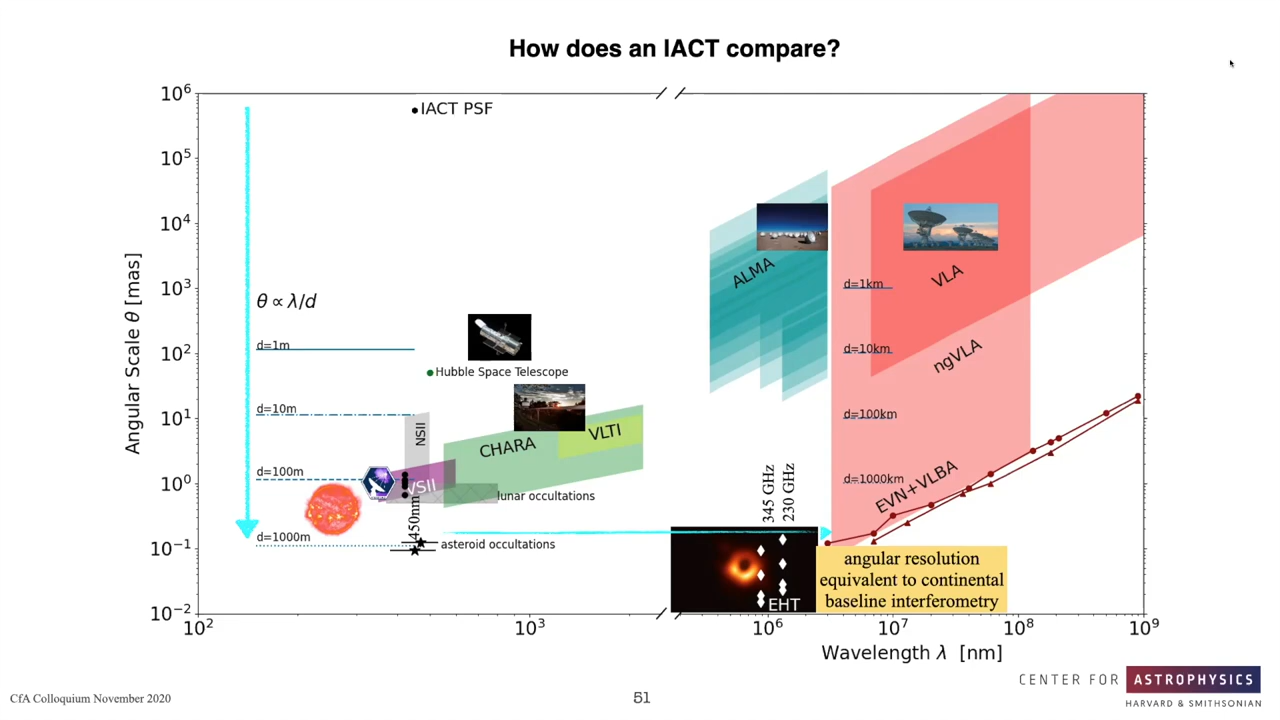 How does an IACT compare?
10^6
10^5
10^4
10^3
10^2
10^1
10^0
10^-1
10^-2
Angular Scale θ [mas]
IACT PSF
θ ∝ λ/d
d=1m
d=10m
d=100m
d=1000m
Hubble Space Telescope
NSII
CHARA
VLTI
VSII
lunar occultations
450nm
asteroid occultations
ALMA
VLA
ngVLA
d=1km
d=10km
d=100km
d=1000km
EVN+VLBA
345 GHz
230 GHz
EHT
angular resolution
equivalent to continental
baseline interferometry
10^2
10^3
10^6
10^7
10^8
10^9
Wavelength λ [nm]
CENTER FOR ASTROPHYSICS
HARVARD & SMITHSONIAN
CfA Colloquium November 2020
51